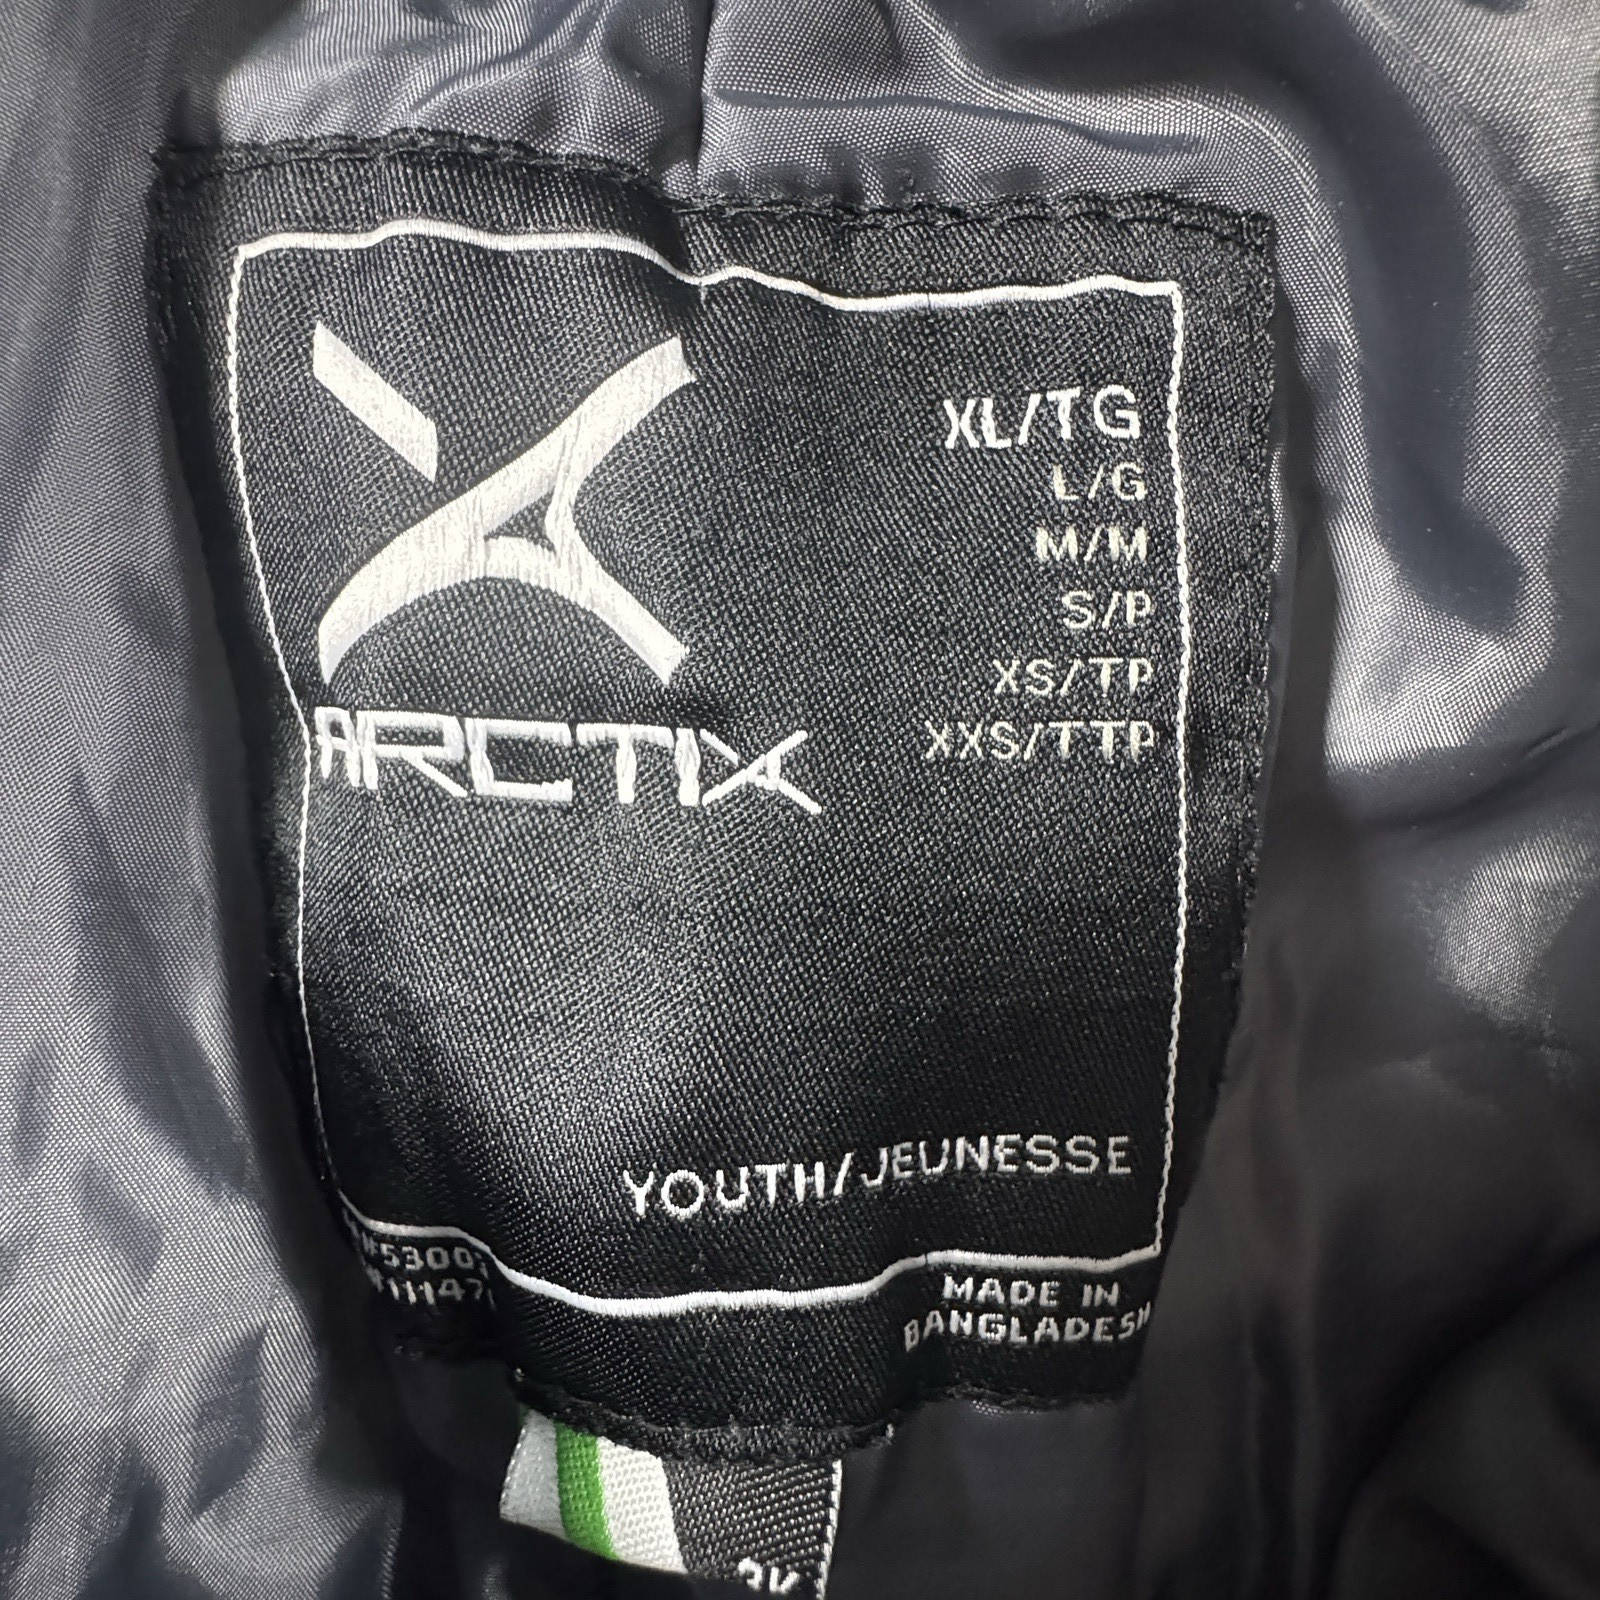 XL/TG
L/G
M/M
S/P
XS/TP
XXS/TTP
ARCTIX
YOUTH/JEUNESSE
MADE IN
BANGLADESH